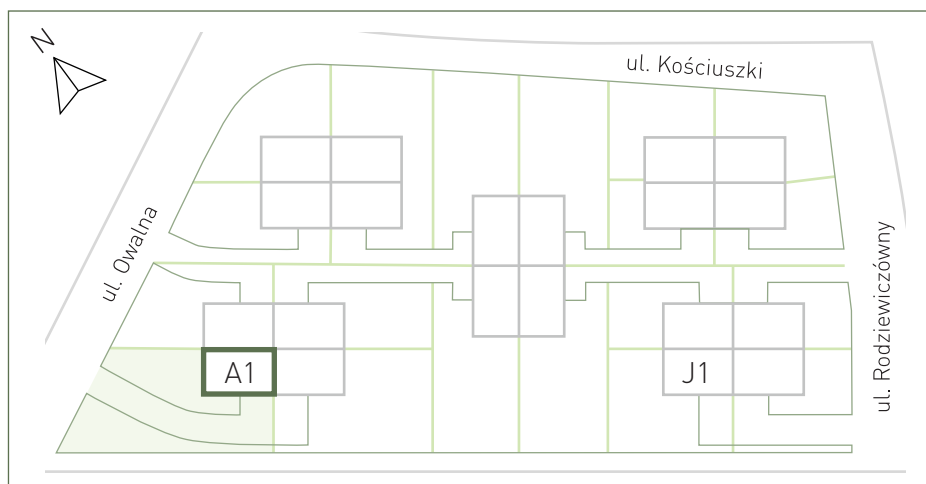 N
ul. Kościuszki
ul. Owalna
ul. Rodziewiczówny
A1
J1